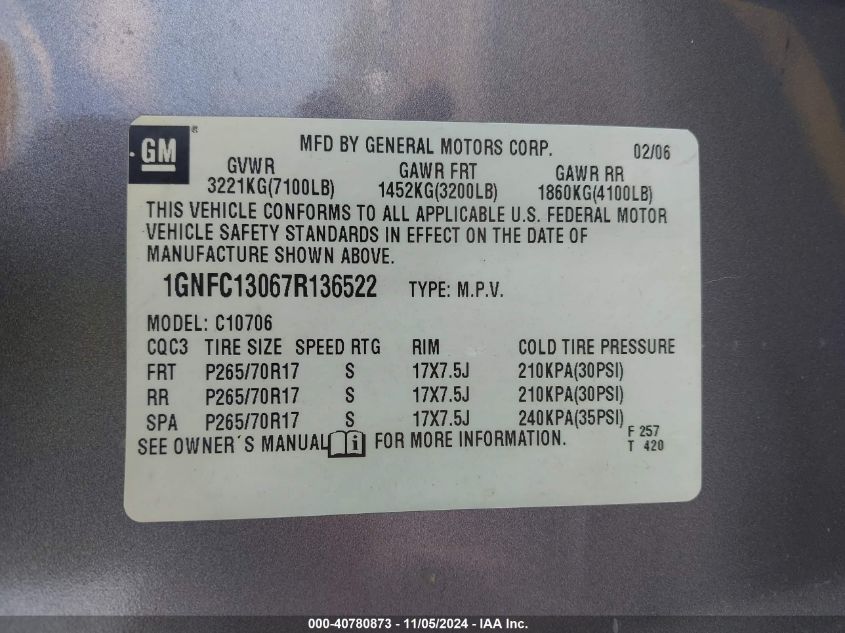 GM ®
MFD BY GENERAL MOTORS CORP. 02/06
GVWR GAWR FRT GAWR RR
3221KG(7100LB) 1452KG(3200LB) 1860KG(4100LB)
THIS VEHICLE CONFORMS TO ALL APPLICABLE U.S. FEDERAL MOTOR
VEHICLE SAFETY STANDARDS IN EFFECT ON THE DATE OF
MANUFACTURE SHOWN ABOVE.
1GNFC13067R136522 TYPE: M.P.V.
MODEL: C10706
CQC3 TIRE SIZE SPEED RTG RIM COLD TIRE PRESSURE
FRT P265/70R17 S 17X7.5J 210KPA(30PSI)
RR P265/70R17 S 17X7.5J 210KPA(30PSI)
SPA P265/70R17 S 17X7.5J 240KPA(35PSI)
SEE OWNER´S MANUAL i FOR MORE INFORMATION.
F 257
T 420
000-40780873 - 11/05/2024 - IAA Inc.